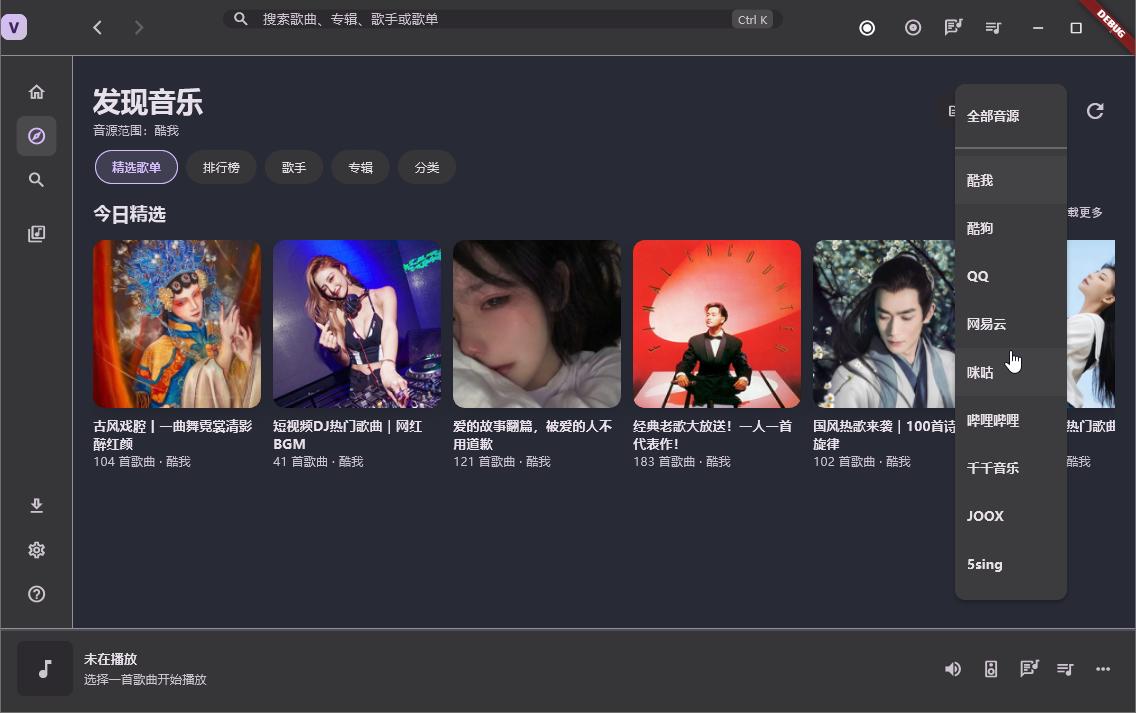 V
搜索歌曲、专辑、歌手或歌单
Ctrl K
DEBUG
发现音乐
音源范围：酷我
精选歌单
排行榜
歌手
专辑
分类
今日精选
载更多
古风戏腔丨一曲舞霓裳清影
醉红颜
104 首歌曲 · 酷我
短视频DJ热门歌曲｜网红
BGM
41 首歌曲 · 酷我
爱的故事翻篇，被爱的人不
用道歉
121 首歌曲 · 酷我
经典老歌大放送！一人一首
代表作！
183 首歌曲 · 酷我
国风热歌来袭｜100首诗
旋律
102 首歌曲 · 酷我
热门歌曲
酷我
全部音源
酷我
酷狗
QQ
网易云
咪咕
哔哩哔哩
千千音乐
JOOX
5sing
未在播放
选择一首歌曲开始播放